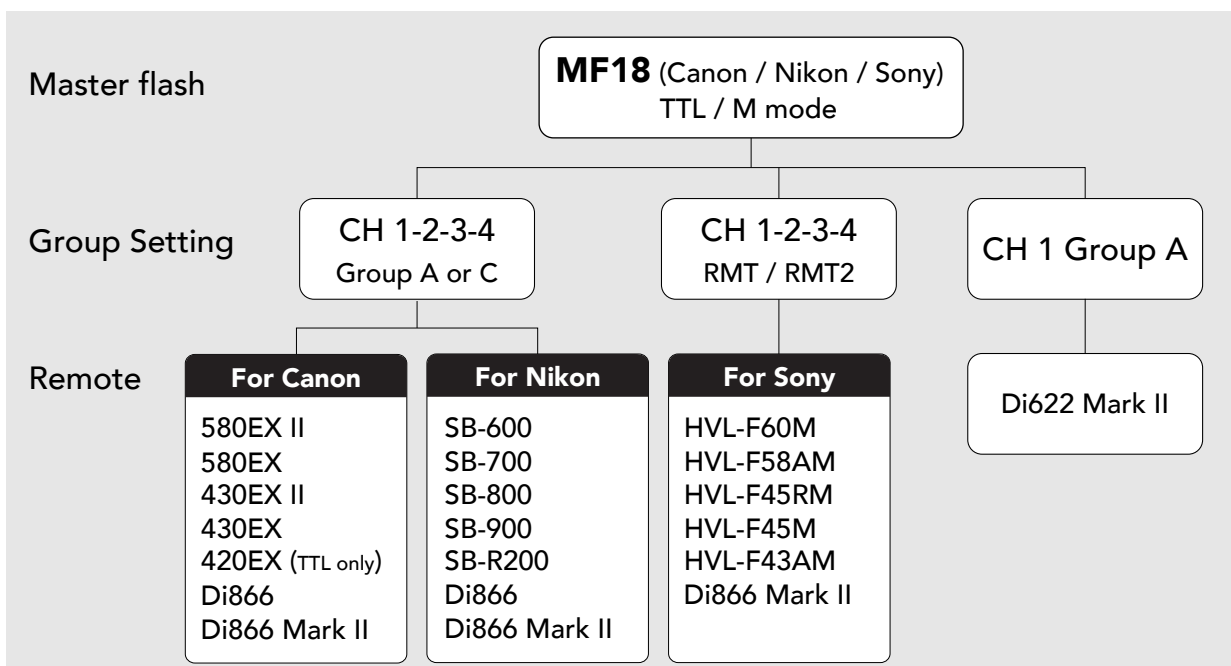 Master flash
MF18 (Canon / Nikon / Sony)
TTL / M mode
Group Setting
CH 1-2-3-4
Group A or C
CH 1-2-3-4
RMT / RMT2
CH 1 Group A
Remote
For Canon
580EX II
580EX
430EX II
430EX
420EX (TTL only)
Di866
Di866 Mark II
For Nikon
SB-600
SB-700
SB-800
SB-900
SB-R200
Di866
Di866 Mark II
For Sony
HVL-F60M
HVL-F58AM
HVL-F45RM
HVL-F45M
HVL-F43AM
Di866 Mark II
Di622 Mark II